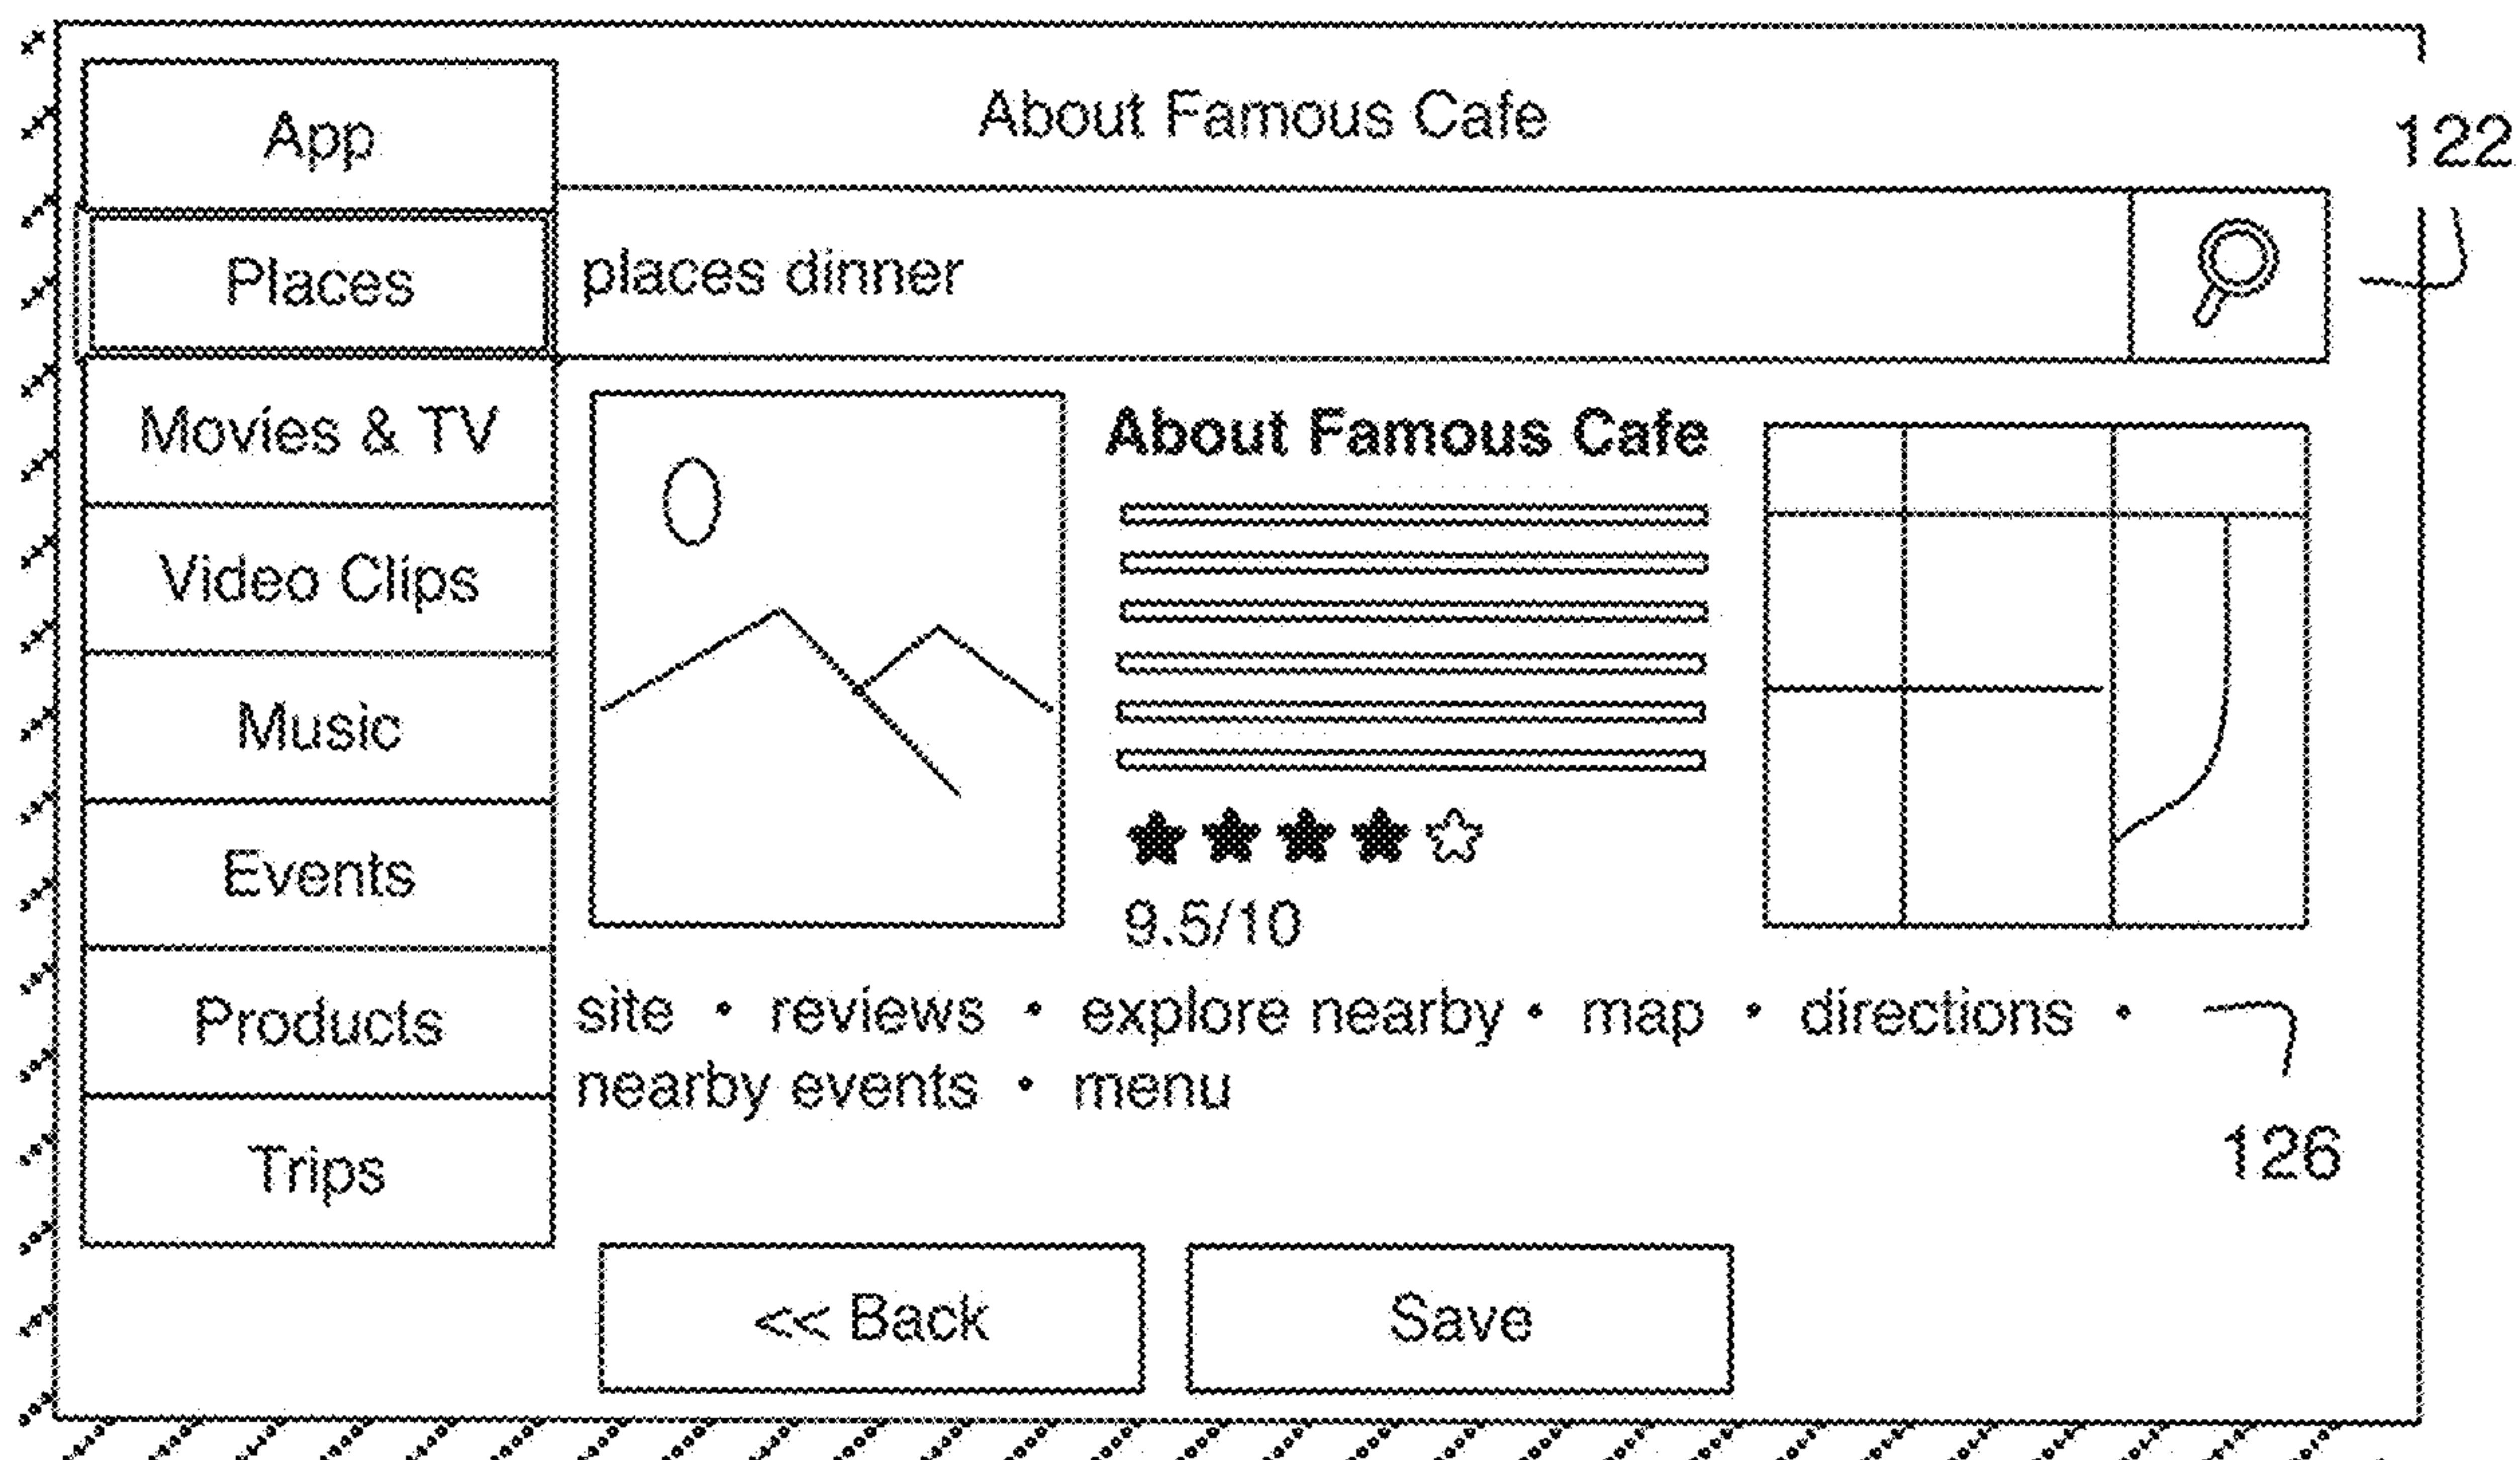 About Famous Cafe
122
App
Places
Movies & TV
Video Clips
Music
Events
Products
Trips
places dinner
About Famous Cafe
9.5/10
site • reviews • explore nearby • map • directions •
nearby events • menu
126
<< Back
Save